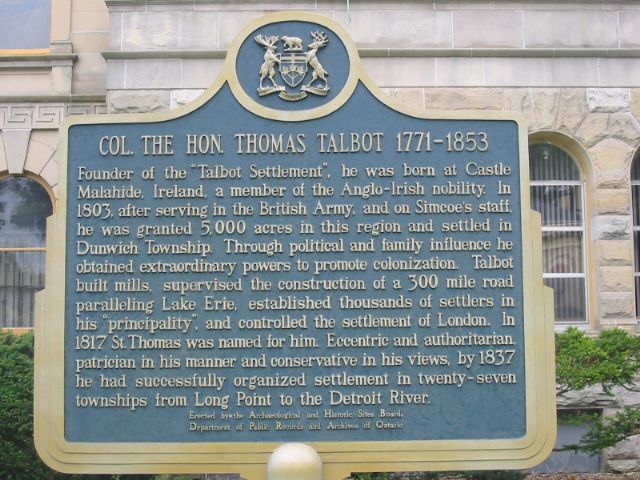 COL. THE HON. THOMAS TALBOT 1771-1853
Founder of the "Talbot Settlement", he was born at Castle
Malahide, Ireland, a member of the Anglo-Irish nobility. In
1803, after serving in the British Army, and on Simcoe's staff,
he was granted 5,000 acres in this region and settled in
Dunwich Township. Through political and family influence he
obtained extraordinary powers to promote colonization. Talbot
built mills, supervised the construction of a 300 mile road
paralleling Lake Erie, established thousands of settlers in
his "principality", and controlled the settlement of London. In
1817 St. Thomas was named for him. Eccentric and authoritarian,
patrician in his manner and conservative in his views, by 1837
he had successfully organized settlement in twenty-seven
townships from Long Point to the Detroit River.
Erected by the Archaeological and Historic Sites Board,
Department of Public Records and Archives of Ontario